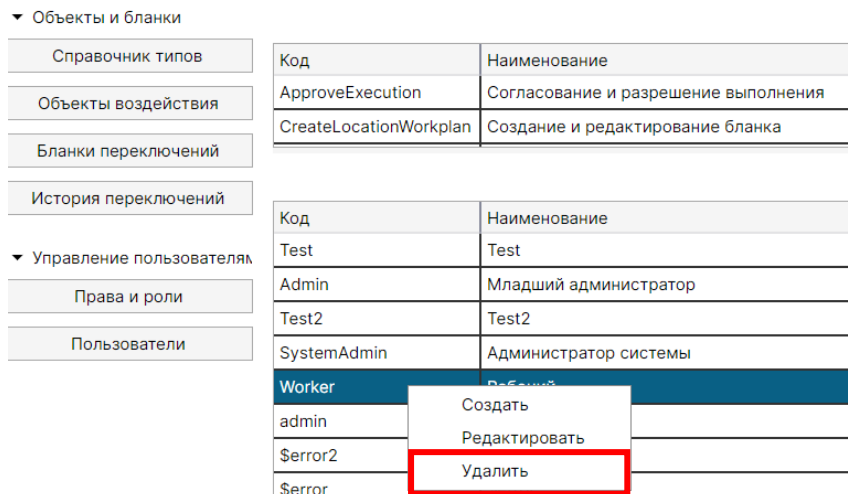 Объекты и бланки
Справочник типов
Объекты воздействия
Бланки переключений
История переключений
Управление пользователям
Права и роли
Пользователи
Код Наименование
ApproveExecution Согласование и разрешение выполнения
CreateLocationWorkplan Создание и редактирование бланка
Код Наименование
Test Test
Admin Младший администратор
Test2 Test2
SystemAdmin Администратор системы
Worker
admin
$error2
$error
Создать
Редактировать
Удалить